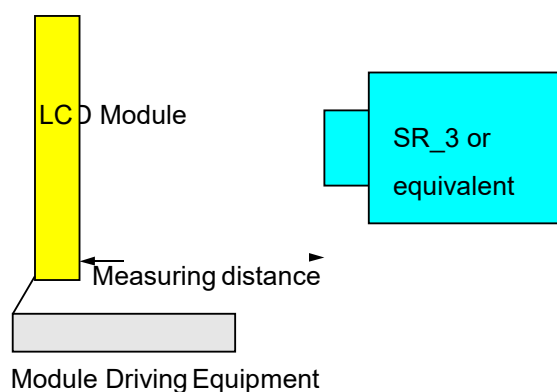 LCD Module
SR_3 or
equivalent
Measuring distance
Module Driving Equipment